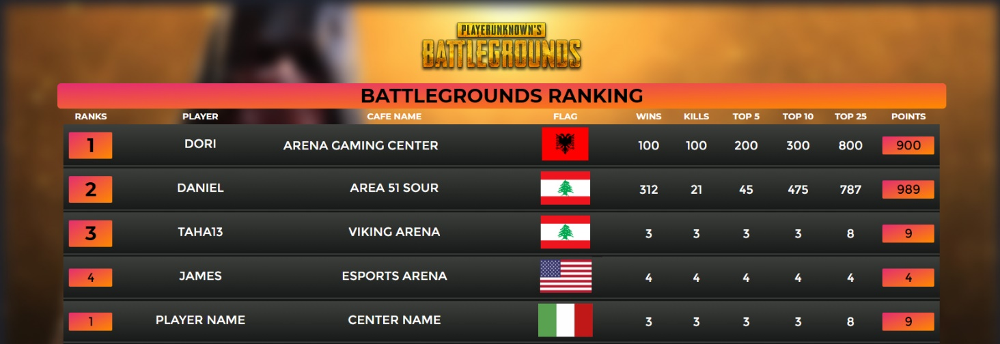 PLAYERUNKNOWN'S
BATTLEGROUNDS
BATTLEGROUNDS RANKING
RANKS PLAYER CAFE NAME FLAG WINS KILLS TOP 5 TOP 10 TOP 25 POINTS
1 DORI ARENA GAMING CENTER 100 100 200 300 800 900
2 DANIEL AREA 51 SOUR 312 21 45 475 787 989
3 TAHA13 VIKING ARENA 3 3 3 3 8 9
4 JAMES ESPORTS ARENA 4 4 4 4 4 4
1 PLAYER NAME CENTER NAME 3 3 3 3 8 9